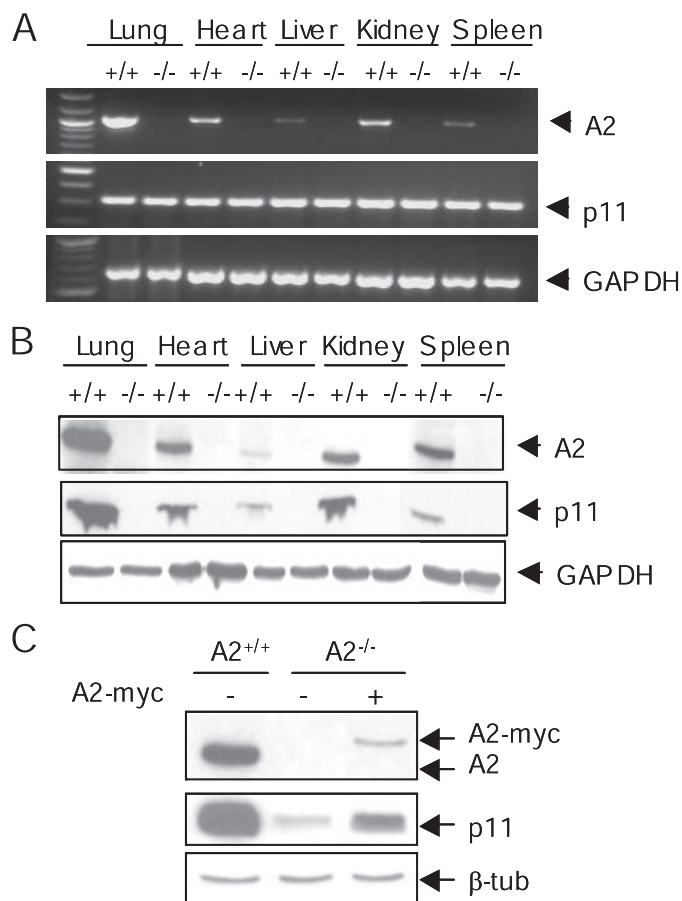 A
Lung Heart Liver Kidney Spleen
+/+ -/- +/+ -/- +/+ -/- +/+ -/- +/+ -/-
A2
p11
GAPDH
B
Lung Heart Liver Kidney Spleen
+/+ -/- +/+ -/- +/+ -/- +/+ -/- +/+ -/-
A2
p11
GAPDH
C
A2+/+ A2-/-
A2-myc - - +
A2-myc
A2
p11
β-tub